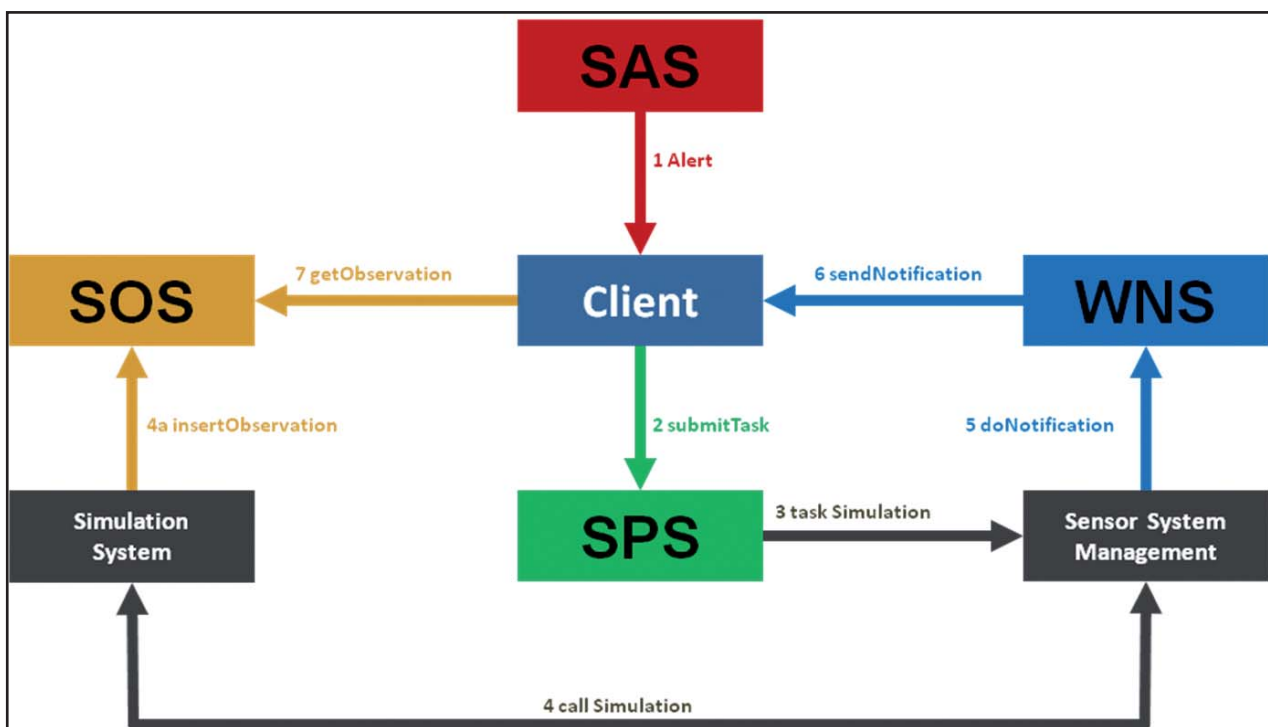 SAS
1 Alert
7 getObservation
6 sendNotification
SOS
Client
WNS
4a insertObservation
2 submitTask
5 doNotification
Simulation
System
SPS
3 task Simulation
Sensor System
Management
4 call Simulation